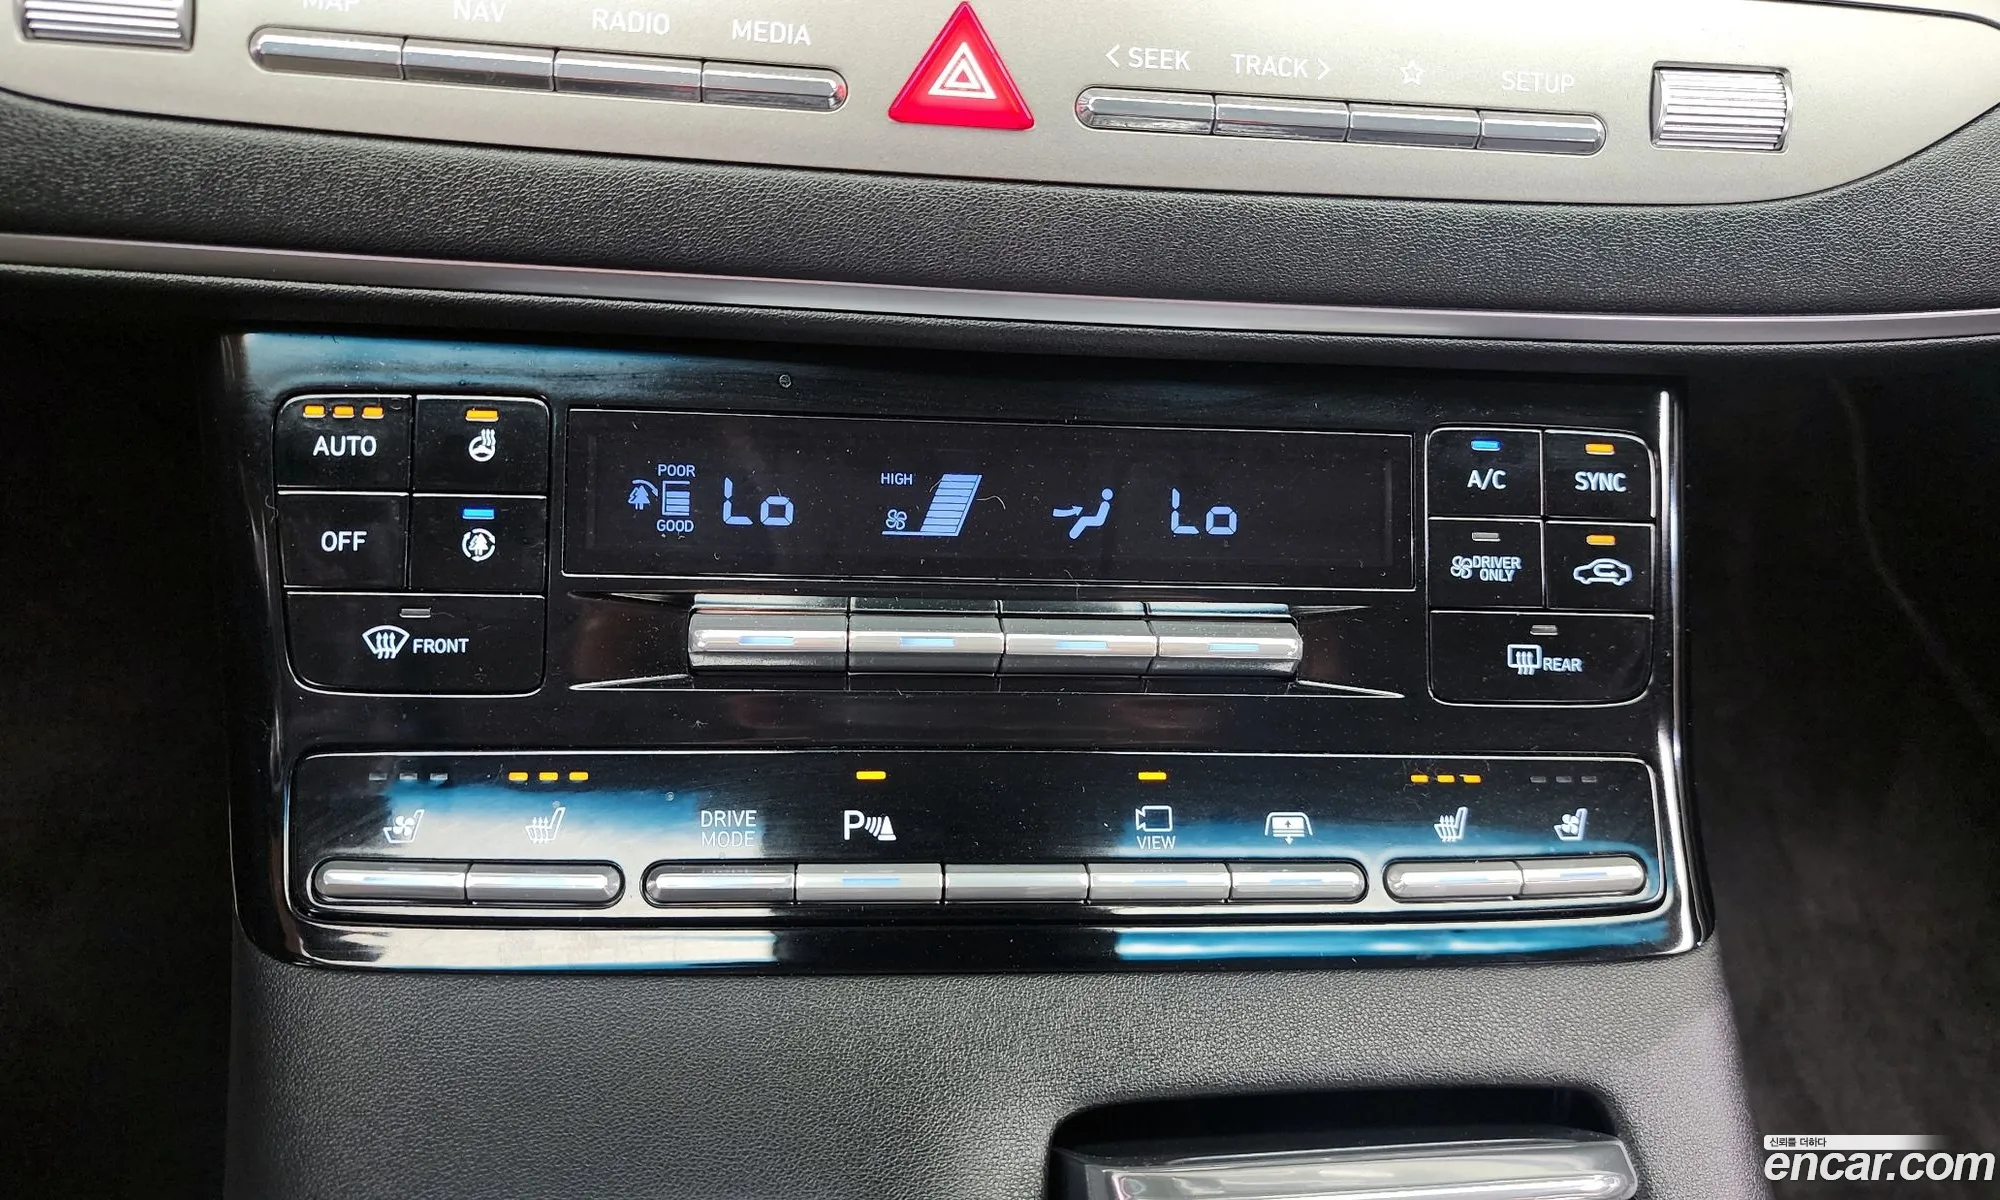 MAP NAV RADIO MEDIA
< SEEK TRACK > SETUP
AUTO
OFF
FRONT
POOR
GOOD
Lo
HIGH
Lo
A/C SYNC
DRIVER
ONLY
REAR
DRIVE
MODE
P
VIEW
신뢰를 더하다
encar.com